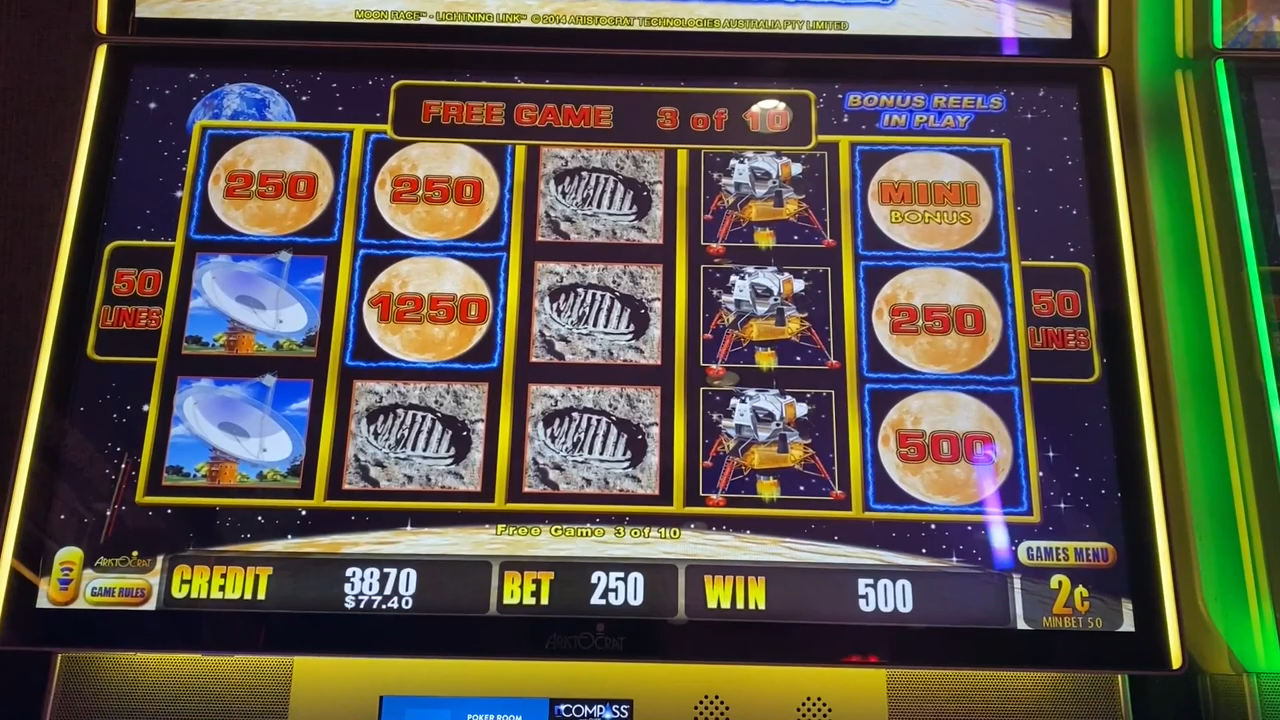 MOON RACE™ - LIGHTNING LINK™ © 2014 ARISTOCRAT TECHNOLOGIES AUSTRALIA PTY LIMITED
FREE GAME 3 of 10
BONUS REELS
IN PLAY
250 250 MINI
BONUS
50
LINES
1250 250
50
LINES
500
Free Game 3 of 10
GAMES MENU
ARISTOCRAT
GAME RULES
CREDIT 3870
$77.40
BET 250
WIN 500
2¢
MIN BET 50
ARISTOCRAT
POKER ROOM
COMPASS